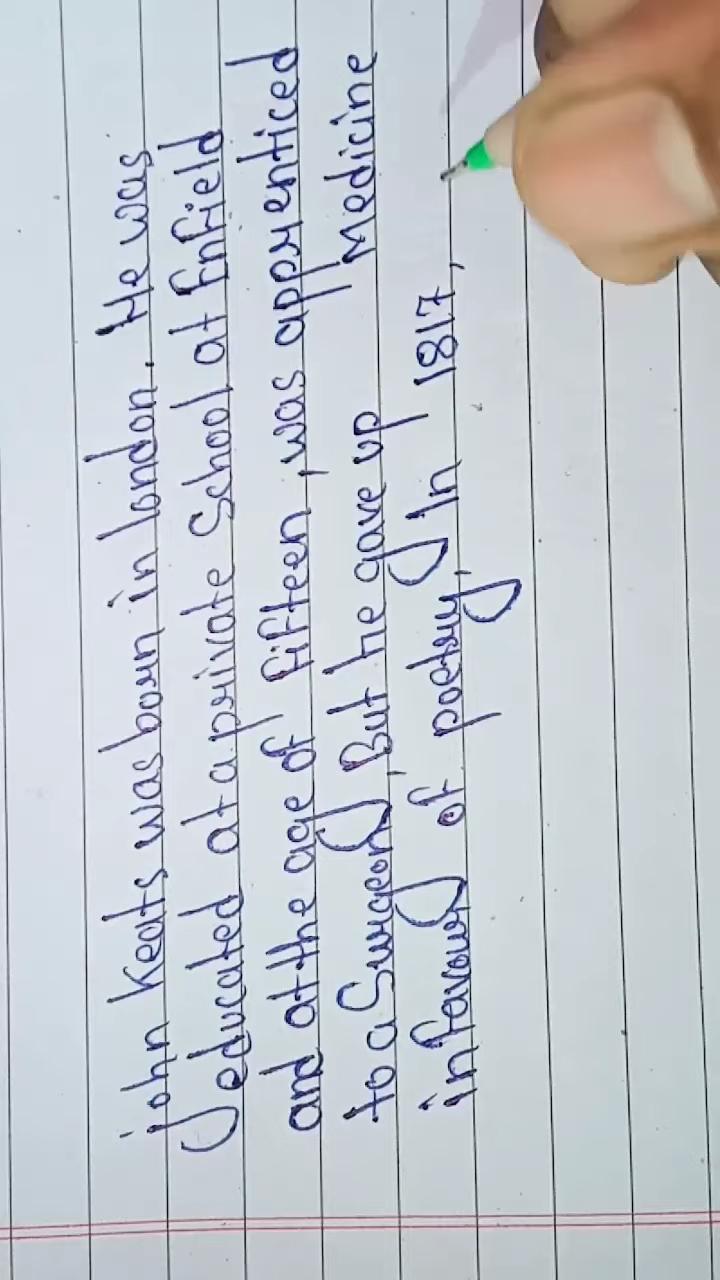 john Keats was born in london. He was
educated at a private School at Enfield
and at the age of fifteen, was apprenticed
to a Surgeon, But he gave up Medicine
in favour of poetry, In 1817,